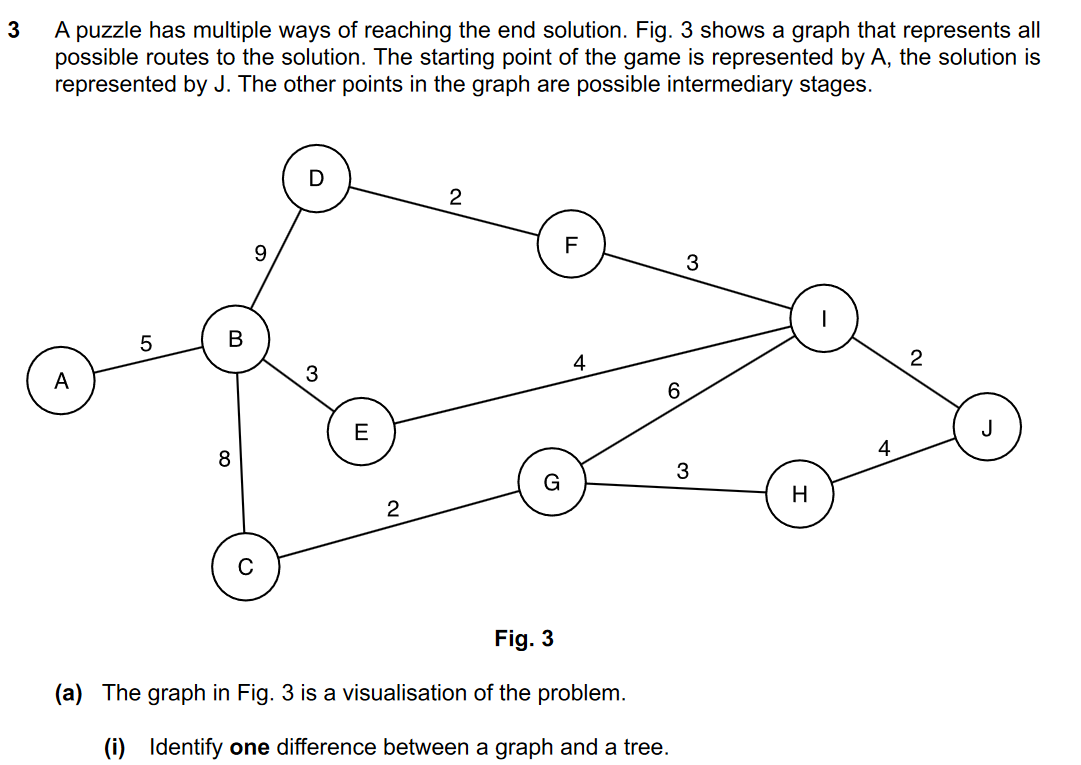 3 A puzzle has multiple ways of reaching the end solution. Fig. 3 shows a graph that represents all
possible routes to the solution. The starting point of the game is represented by A, the solution is
represented by J. The other points in the graph are possible intermediary stages.
D
2
F
9
3
I
5
B
A
3
4
2
6
E
J
8
4
G
3
H
2
C
Fig. 3
(a) The graph in Fig. 3 is a visualisation of the problem.
(i) Identify one difference between a graph and a tree.